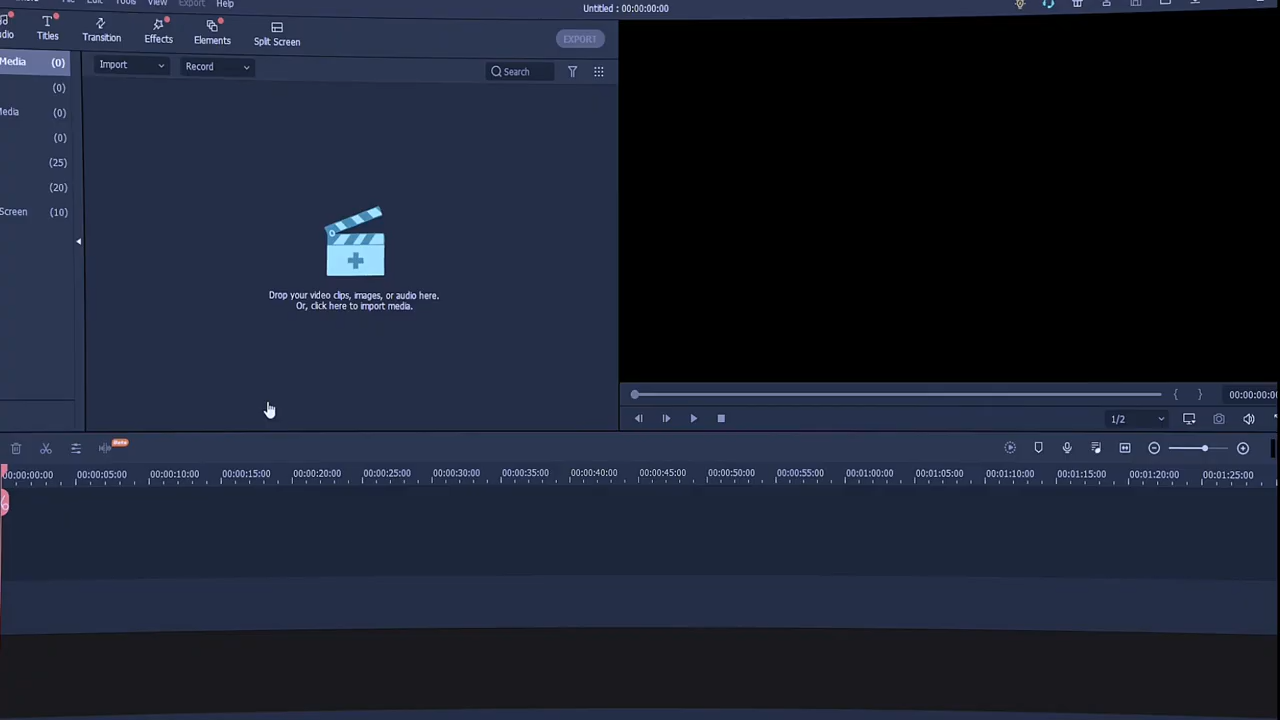 Edit Tools View Export Help
Untitled : 00:00:00:00
Titles Transition Effects Elements Split Screen
EXPORT
Media (0)
Import Record Search
(0)
Media (0)
(0)
(25)
(20)
Screen (10)
Drop your video clips, images, or audio here.
Or, click here to import media.
{ } 00:00:00:00
1/2
Beta
00:00:00:00 00:00:05:00 00:00:10:00 00:00:15:00 00:00:20:00 00:00:25:00 00:00:30:00 00:00:35:00 00:00:40:00 00:00:45:00 00:00:50:00 00:00:55:00 00:01:00:00 00:01:05:00 00:01:10:00 00:01:15:00 00:01:20:00 00:01:25:00